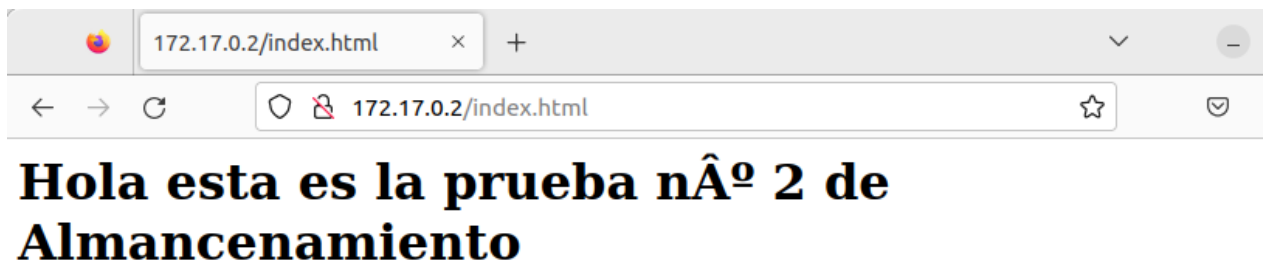 172.17.0.2/index.html
172.17.0.2/index.html
Hola esta es la prueba nÂº 2 de
Almancenamiento